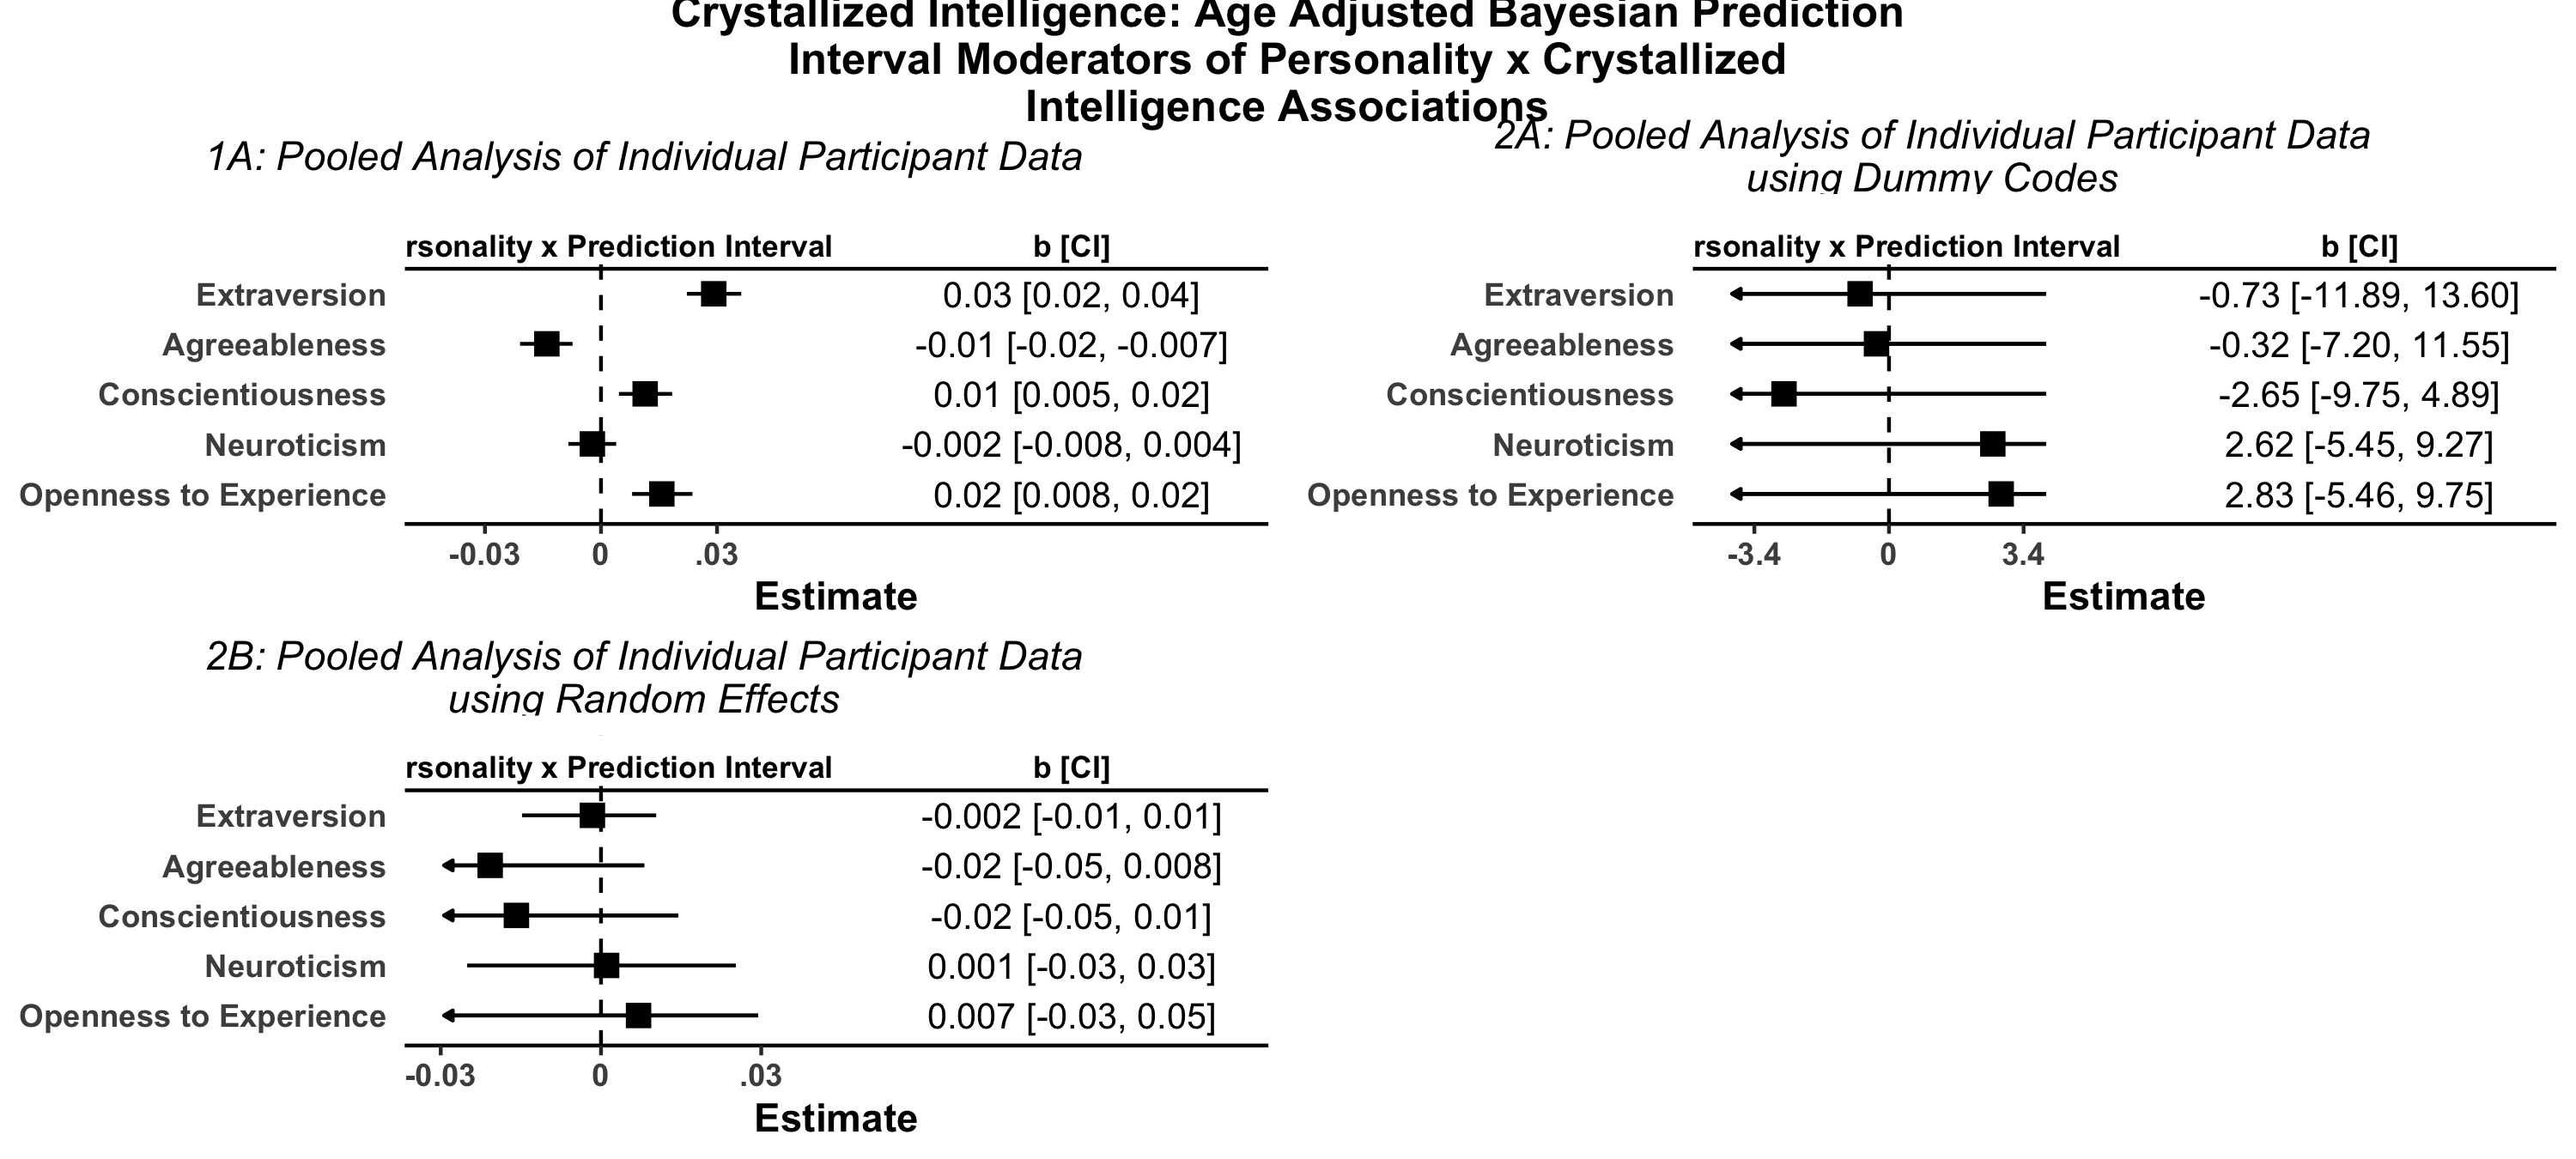 Crystallized Intelligence: Age Adjusted Bayesian Prediction
Interval Moderators of Personality x Crystallized
Intelligence Associations
1A: Pooled Analysis of Individual Participant Data
rsonality x Prediction Interval b [CI]
Extraversion 0.03 [0.02, 0.04]
Agreeableness -0.01 [-0.02, -0.007]
Conscientiousness 0.01 [0.005, 0.02]
Neuroticism -0.002 [-0.008, 0.004]
Openness to Experience 0.02 [0.008, 0.02]
-0.03 0 .03
Estimate
2A: Pooled Analysis of Individual Participant Data
using Dummy Codes
rsonality x Prediction Interval b [CI]
Extraversion -0.73 [-11.89, 13.60]
Agreeableness -0.32 [-7.20, 11.55]
Conscientiousness -2.65 [-9.75, 4.89]
Neuroticism 2.62 [-5.45, 9.27]
Openness to Experience 2.83 [-5.46, 9.75]
-3.4 0 3.4
Estimate
2B: Pooled Analysis of Individual Participant Data
using Random Effects
rsonality x Prediction Interval b [CI]
Extraversion -0.002 [-0.01, 0.01]
Agreeableness -0.02 [-0.05, 0.008]
Conscientiousness -0.02 [-0.05, 0.01]
Neuroticism 0.001 [-0.03, 0.03]
Openness to Experience 0.007 [-0.03, 0.05]
-0.03 0 .03
Estimate